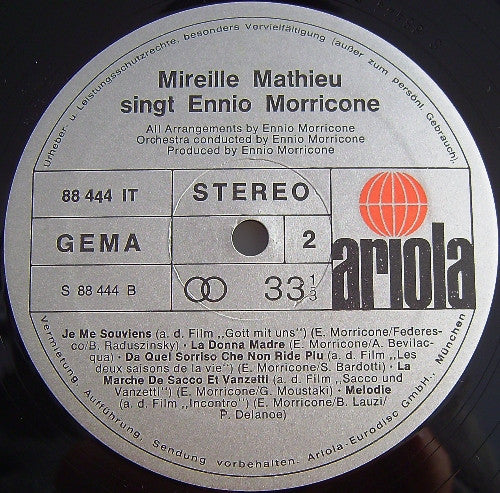 Urheber- u. Leistungsschutzrechte, besonders Vervielfältigung (außer zum persönl. Gebrauch),
Mireille Mathieu
singt Ennio Morricone
All Arrangements by Ennio Morricone
Orchestra conducted by Ennio Morricone
Produced by Ennio Morricone
88 444 IT
STEREO
GEMA
2
ariola
S 88 444 B
33 1/3
Je Me Souviens (a. d. Film „Gott mit uns") (E. Morricone/Federes-
co/B. Raduszinsky) · La Donna Madre (E. Morricone/A. Bevilac-
qua) · Da Quel Sorriso Che Non Ride Piu (a. d. Film „Les
deux saisons de la vie") (E. Morricone/S. Bardotti) · La
Marche De Sacco Et Vanzetti (a. d. Film „Sacco und
Vanzetti") (E. Morricone/G. Moustaki) · Melodie
(a. d. Film „Incontro") (E. Morricone/B. Lauzi/
P. Delanoe)
Vermietung, Aufführung, Sendung vorbehalten. Ariola-Eurodisc GmbH., München